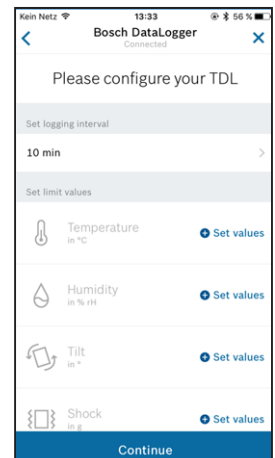 Kein Netz 13:33 56 %
Bosch DataLogger
Connected
Please configure your TDL
Set logging interval
10 min
Set limit values
Temperature
in °C
Set values
Humidity
in % rH
Set values
Tilt
in °
Set values
Shock
in g
Set values
Continue